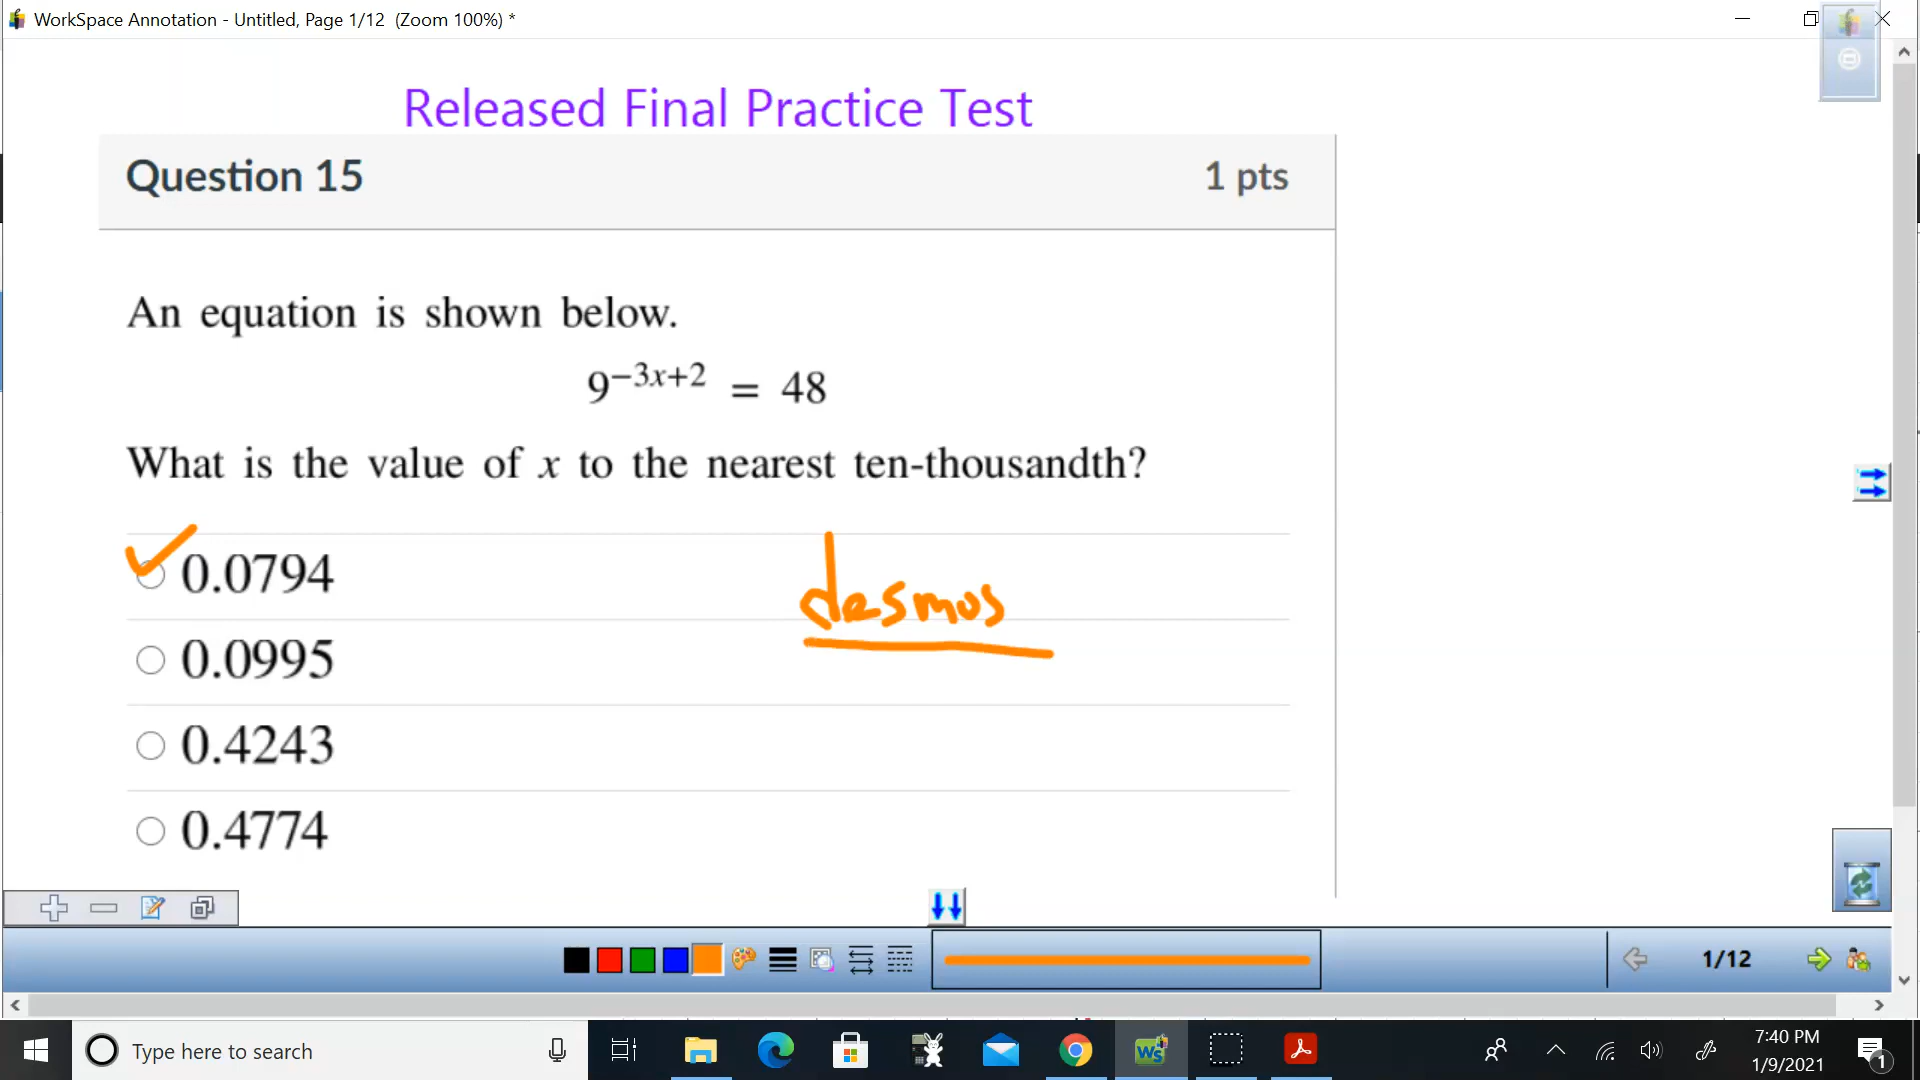 WorkSpace Annotation - Untitled, Page 1/12 (Zoom 100%) *
Released Final Practice Test
Question 15 1 pts
An equation is shown below.
9^{-3x+2} = 48
What is the value of x to the nearest ten-thousandth?
0.0794
desmos
0.0995
0.4243
0.4774
1/12
Type here to search
WS
7:40 PM
1/9/2021
1